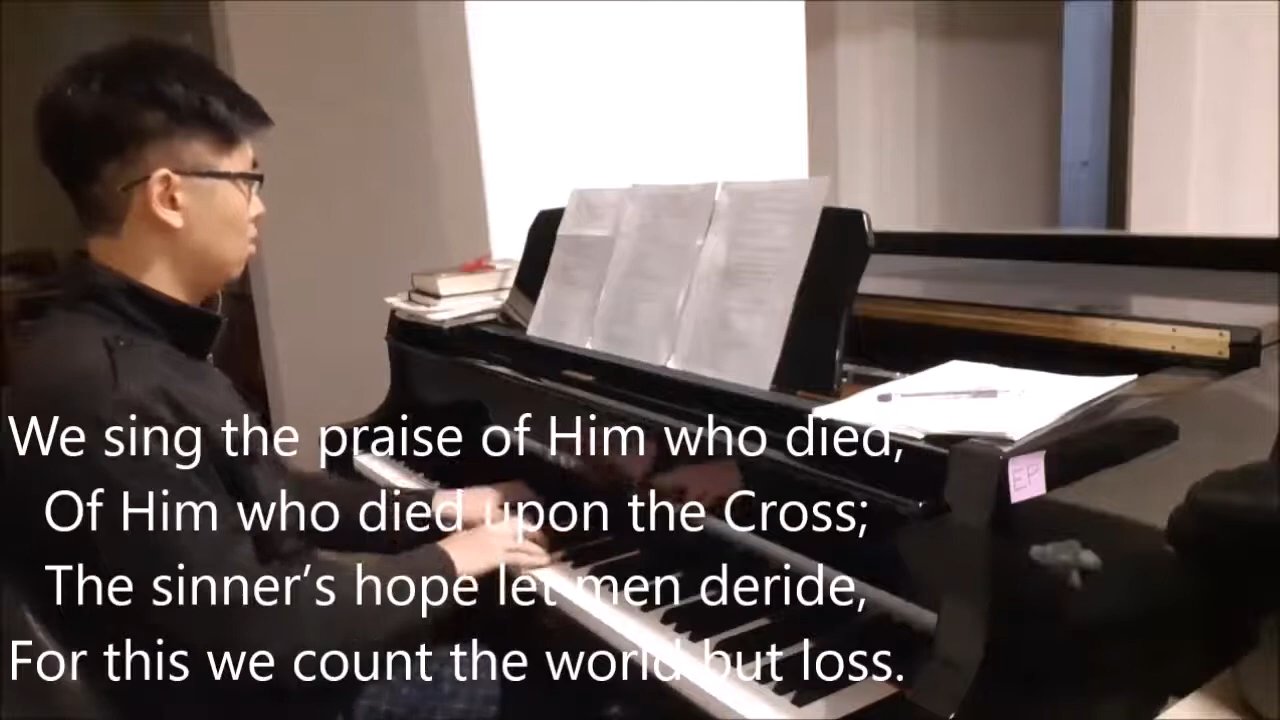 We sing the praise of Him who died,
Of Him who died upon the Cross;
The sinner’s hope let men deride,
For this we count the world but loss.
EP